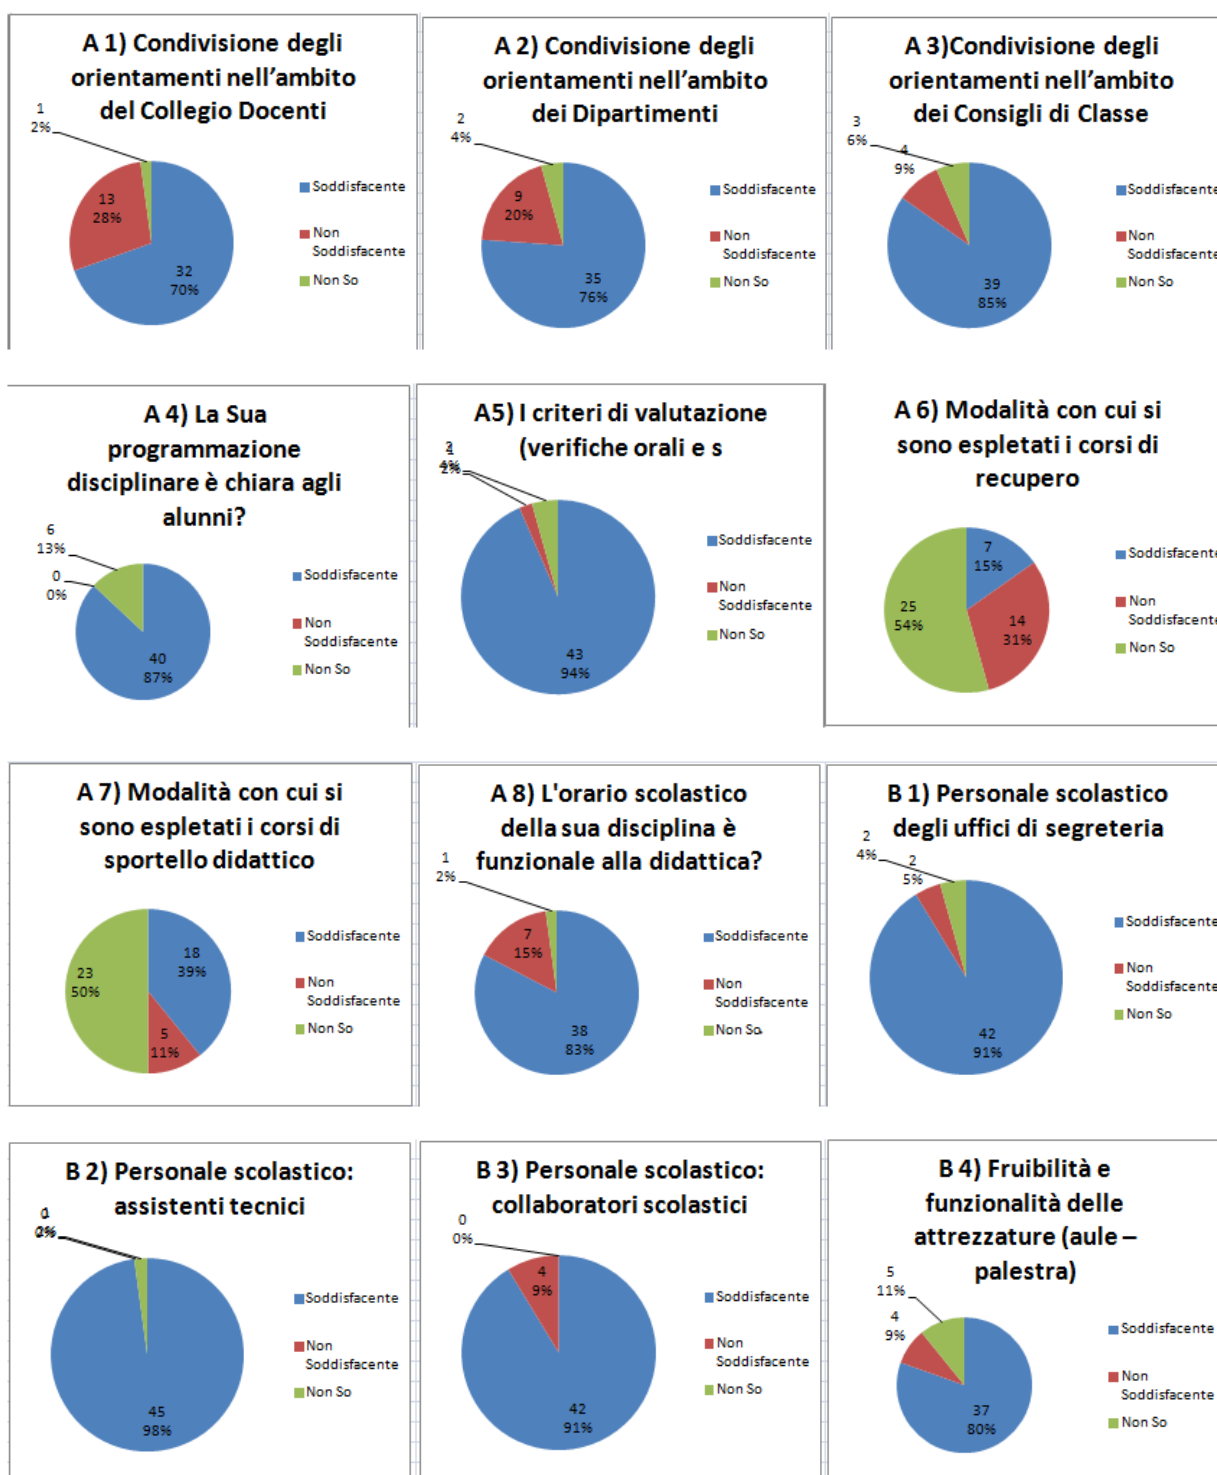 A 1) Condivisione degli
orientamenti nell'ambito
del Collegio Docenti
1
2%
13
28%
32
70%
Soddisfacente
Non
Soddisfacente
Non So
A 2) Condivisione degli
orientamenti nell'ambito
dei Dipartimenti
2
4%
9
20%
35
76%
Soddisfacente
Non
Soddisfacente
Non So
A 3)Condivisione degli
orientamenti nell'ambito
dei Consigli di Classe
3
6%
4
9%
39
85%
Soddisfacente
Non
Soddisfacente
Non So
A 4) La Sua
programmazione
disciplinare è chiara agli
alunni?
6
13%
0
0%
40
87%
Soddisfacente
Non
Soddisfacente
Non So
A5) I criteri di valutazione
(verifiche orali e s
43
94%
Soddisfacente
Non
Soddisfacente
Non So
A 6) Modalità con cui si
sono espletati i corsi di
recupero
7
15%
25
54%
14
31%
Soddisfacente
Non
Soddisfacente
Non So
A 7) Modalità con cui si
sono espletati i corsi di
sportello didattico
18
39%
23
50%
5
11%
Soddisfacente
Non
Soddisfacente
Non So
A 8) L'orario scolastico
della sua disciplina è
funzionale alla didattica?
1
2%
7
15%
38
83%
Soddisfacente
Non
Soddisfacente
Non So
B 1) Personale scolastico
degli uffici di segreteria
2
4%
2
5%
42
91%
Soddisfacente
Non
Soddisfacente
Non So
B 2) Personale scolastico:
assistenti tecnici
45
98%
Soddisfacente
Non
Soddisfacente
Non So
B 3) Personale scolastico:
collaboratori scolastici
0
0%
4
9%
42
91%
Soddisfacente
Non
Soddisfacente
Non So
B 4) Fruibilità e
funzionalità delle
attrezzature (aule –
palestra)
5
11%
4
9%
37
80%
Soddisfacente
Non
Soddisfacente
Non So